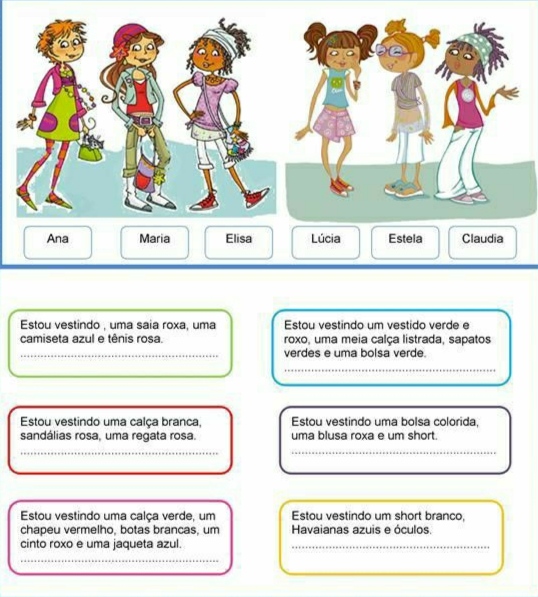 Ana
Maria
Elisa
Lúcia
Estela
Claudia
Estou vestindo , uma saia roxa, uma
camiseta azul e tênis rosa.
Estou vestindo um vestido verde e
roxo, uma meia calça listrada, sapatos
verdes e uma bolsa verde.
Estou vestindo uma calça branca,
sandálias rosa, uma regata rosa.
Estou vestindo uma bolsa colorida,
uma blusa roxa e um short.
Estou vestindo uma calça verde, um
chapeu vermelho, botas brancas, um
cinto roxo e uma jaqueta azul.
Estou vestindo um short branco,
Havaianas azuis e óculos.